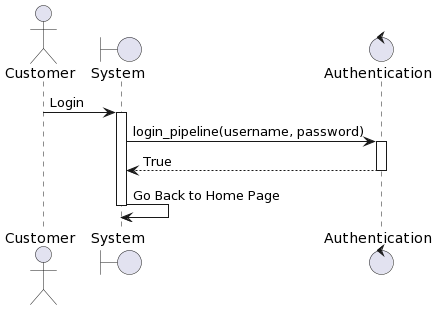 Customer System Authentication
Login
login_pipeline(username, password)
True
Go Back to Home Page
Customer System Authentication